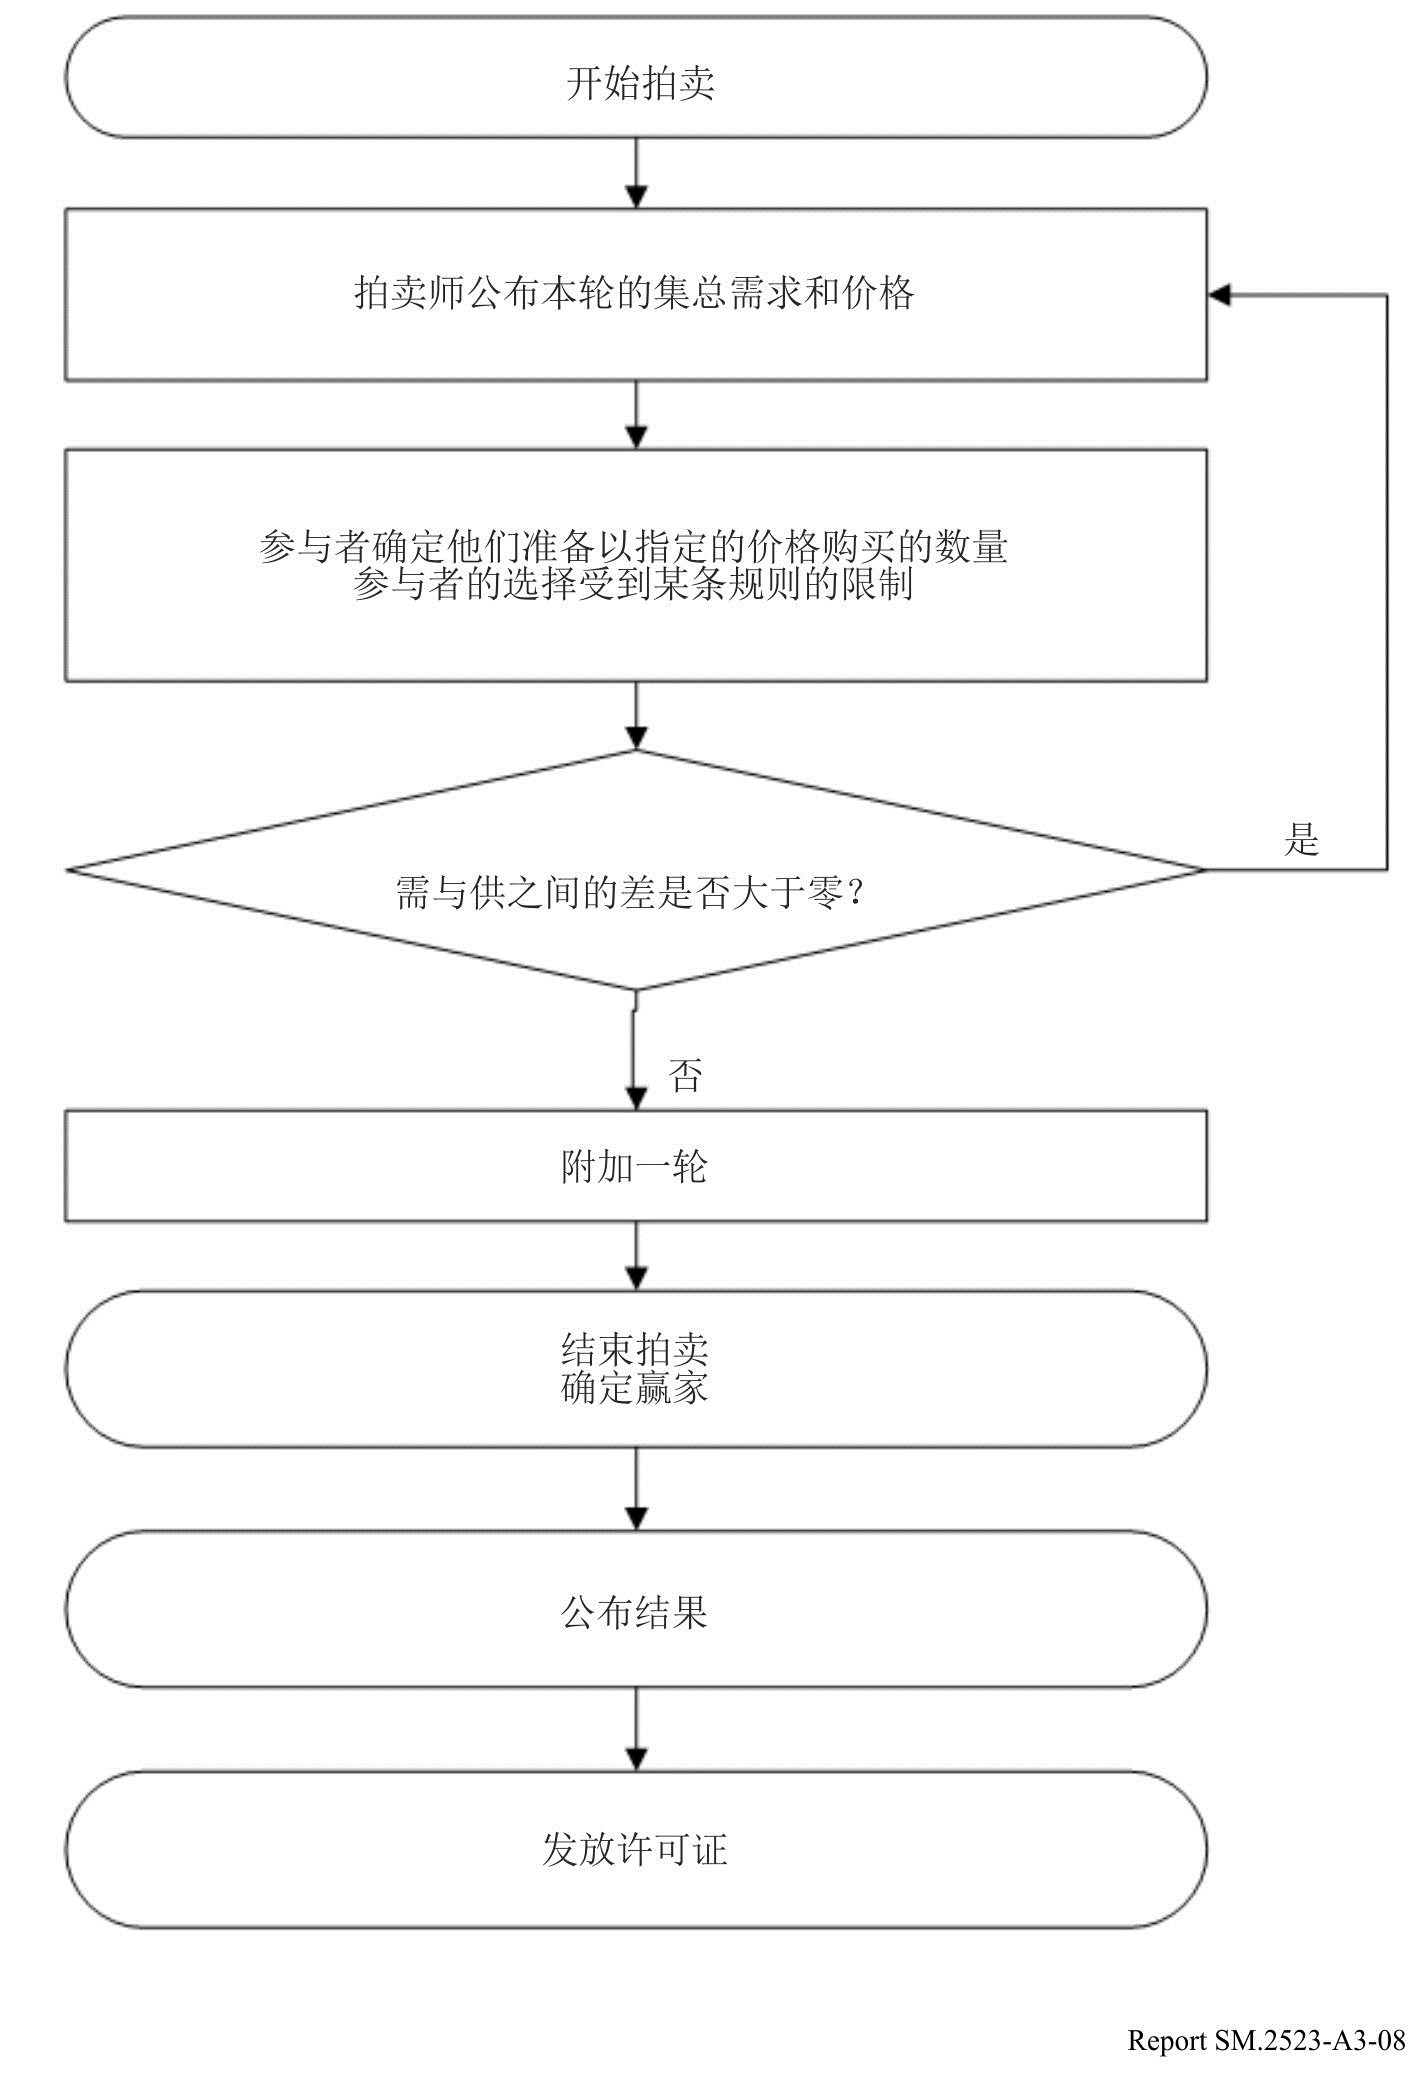 开始拍卖
拍卖师公布本轮的集总需求和价格
参与者确定他们准备以指定的价格购买的数量
参与者的选择受到某条规则的限制
是
需与供之间的差是否大于零？
否
附加一轮
结束拍卖
确定赢家
公布结果
发放许可证
Report SM.2523-A3-08